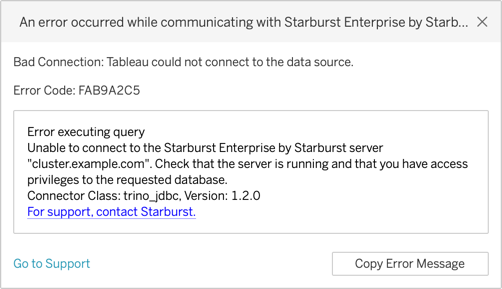 An error occurred while communicating with Starburst Enterprise by Starb...
Bad Connection: Tableau could not connect to the data source.
Error Code: FAB9A2C5
Error executing query
Unable to connect to the Starburst Enterprise by Starburst server
"cluster.example.com". Check that the server is running and that you have access
privileges to the requested database.
Connector Class: trino_jdbc, Version: 1.2.0
For support, contact Starburst.
Go to Support
Copy Error Message